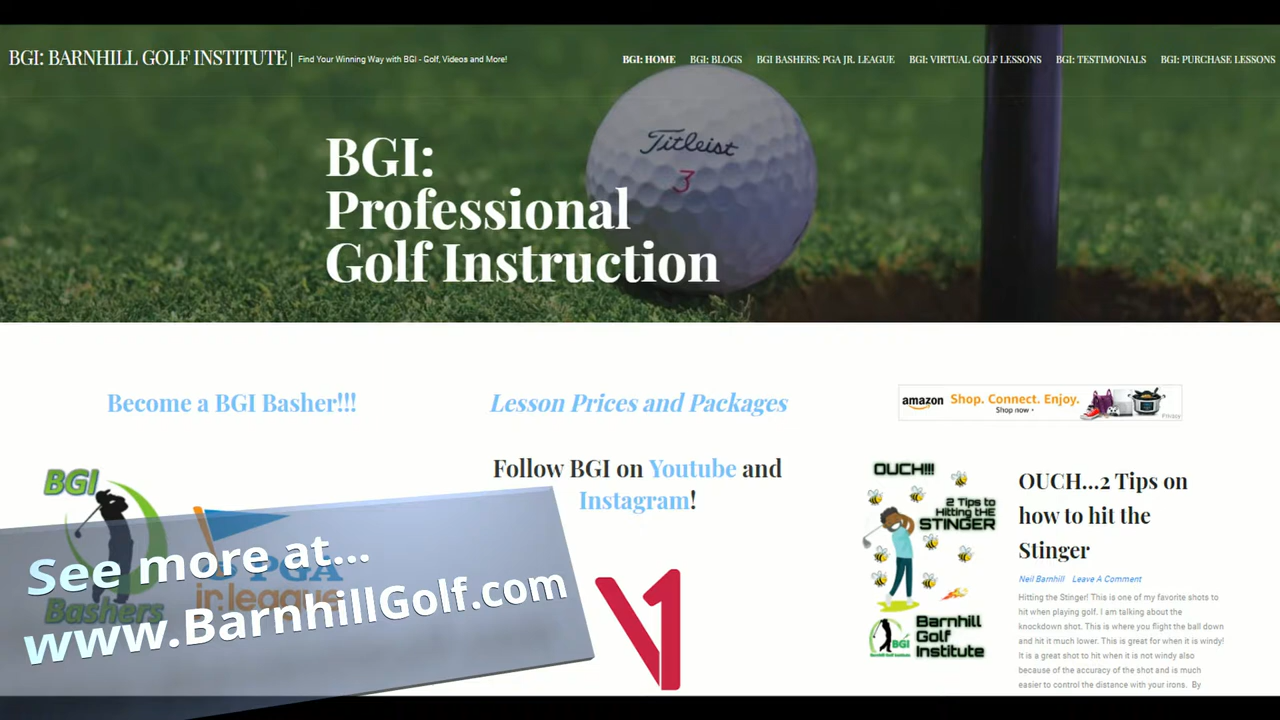 BGI: BARNHILL GOLF INSTITUTE | Find Your Winning Way with BGI - Golf, Videos and More!
BGI: HOME BGI: BLOGS BGI BASHERS: PGA JR. LEAGUE BGI: VIRTUAL GOLF LESSONS BGI: TESTIMONIALS BGI: PURCHASE LESSONS
Titleist
3
BGI:
Professional
Golf Instruction
Become a BGI Basher!!!
BGI
PGA
jr.league
Bashers
See more at...
www.BarnhillGolf.com
Lesson Prices and Packages
Follow BGI on Youtube and
Instagram!
V1
amazon Shop. Connect. Enjoy.
Shop now
Privacy
OUCH!!!
2 Tips to
Hitting tHE
STINGER
BGI
Barnhill
Golf
Institute
OUCH...2 Tips on
how to hit the
Stinger
Neil Barnhill Leave A Comment
Hitting the Stinger! This is one of my favorite shots to
hit when playing golf. I am talking about the
knockdown shot. This is where you flight the ball down
and hit it much lower. This is great for when it is windy!
It is a great shot to hit when it is not windy also
because of the accuracy of the shot and is much
easier to control the distance with your irons. By